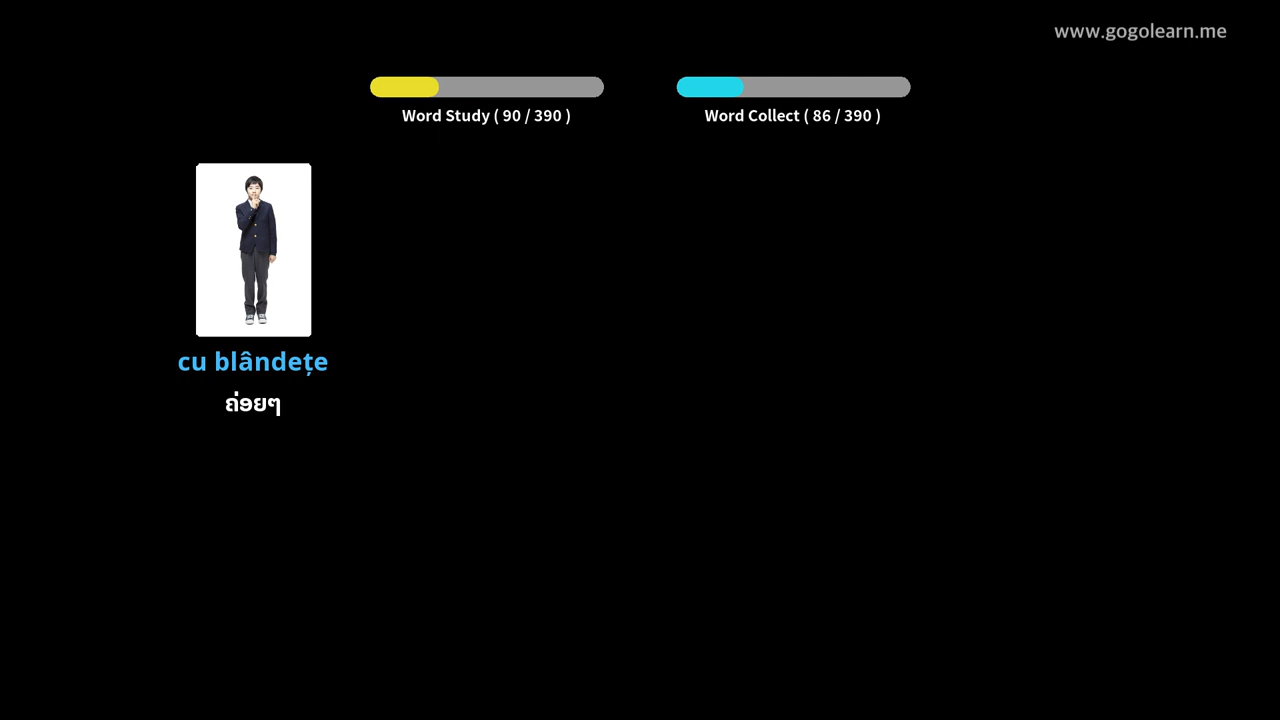 www.gogolearn.me
Word Study ( 90 / 390 )
Word Collect ( 86 / 390 )
cu blândețe
ຄ່ອຍໆ